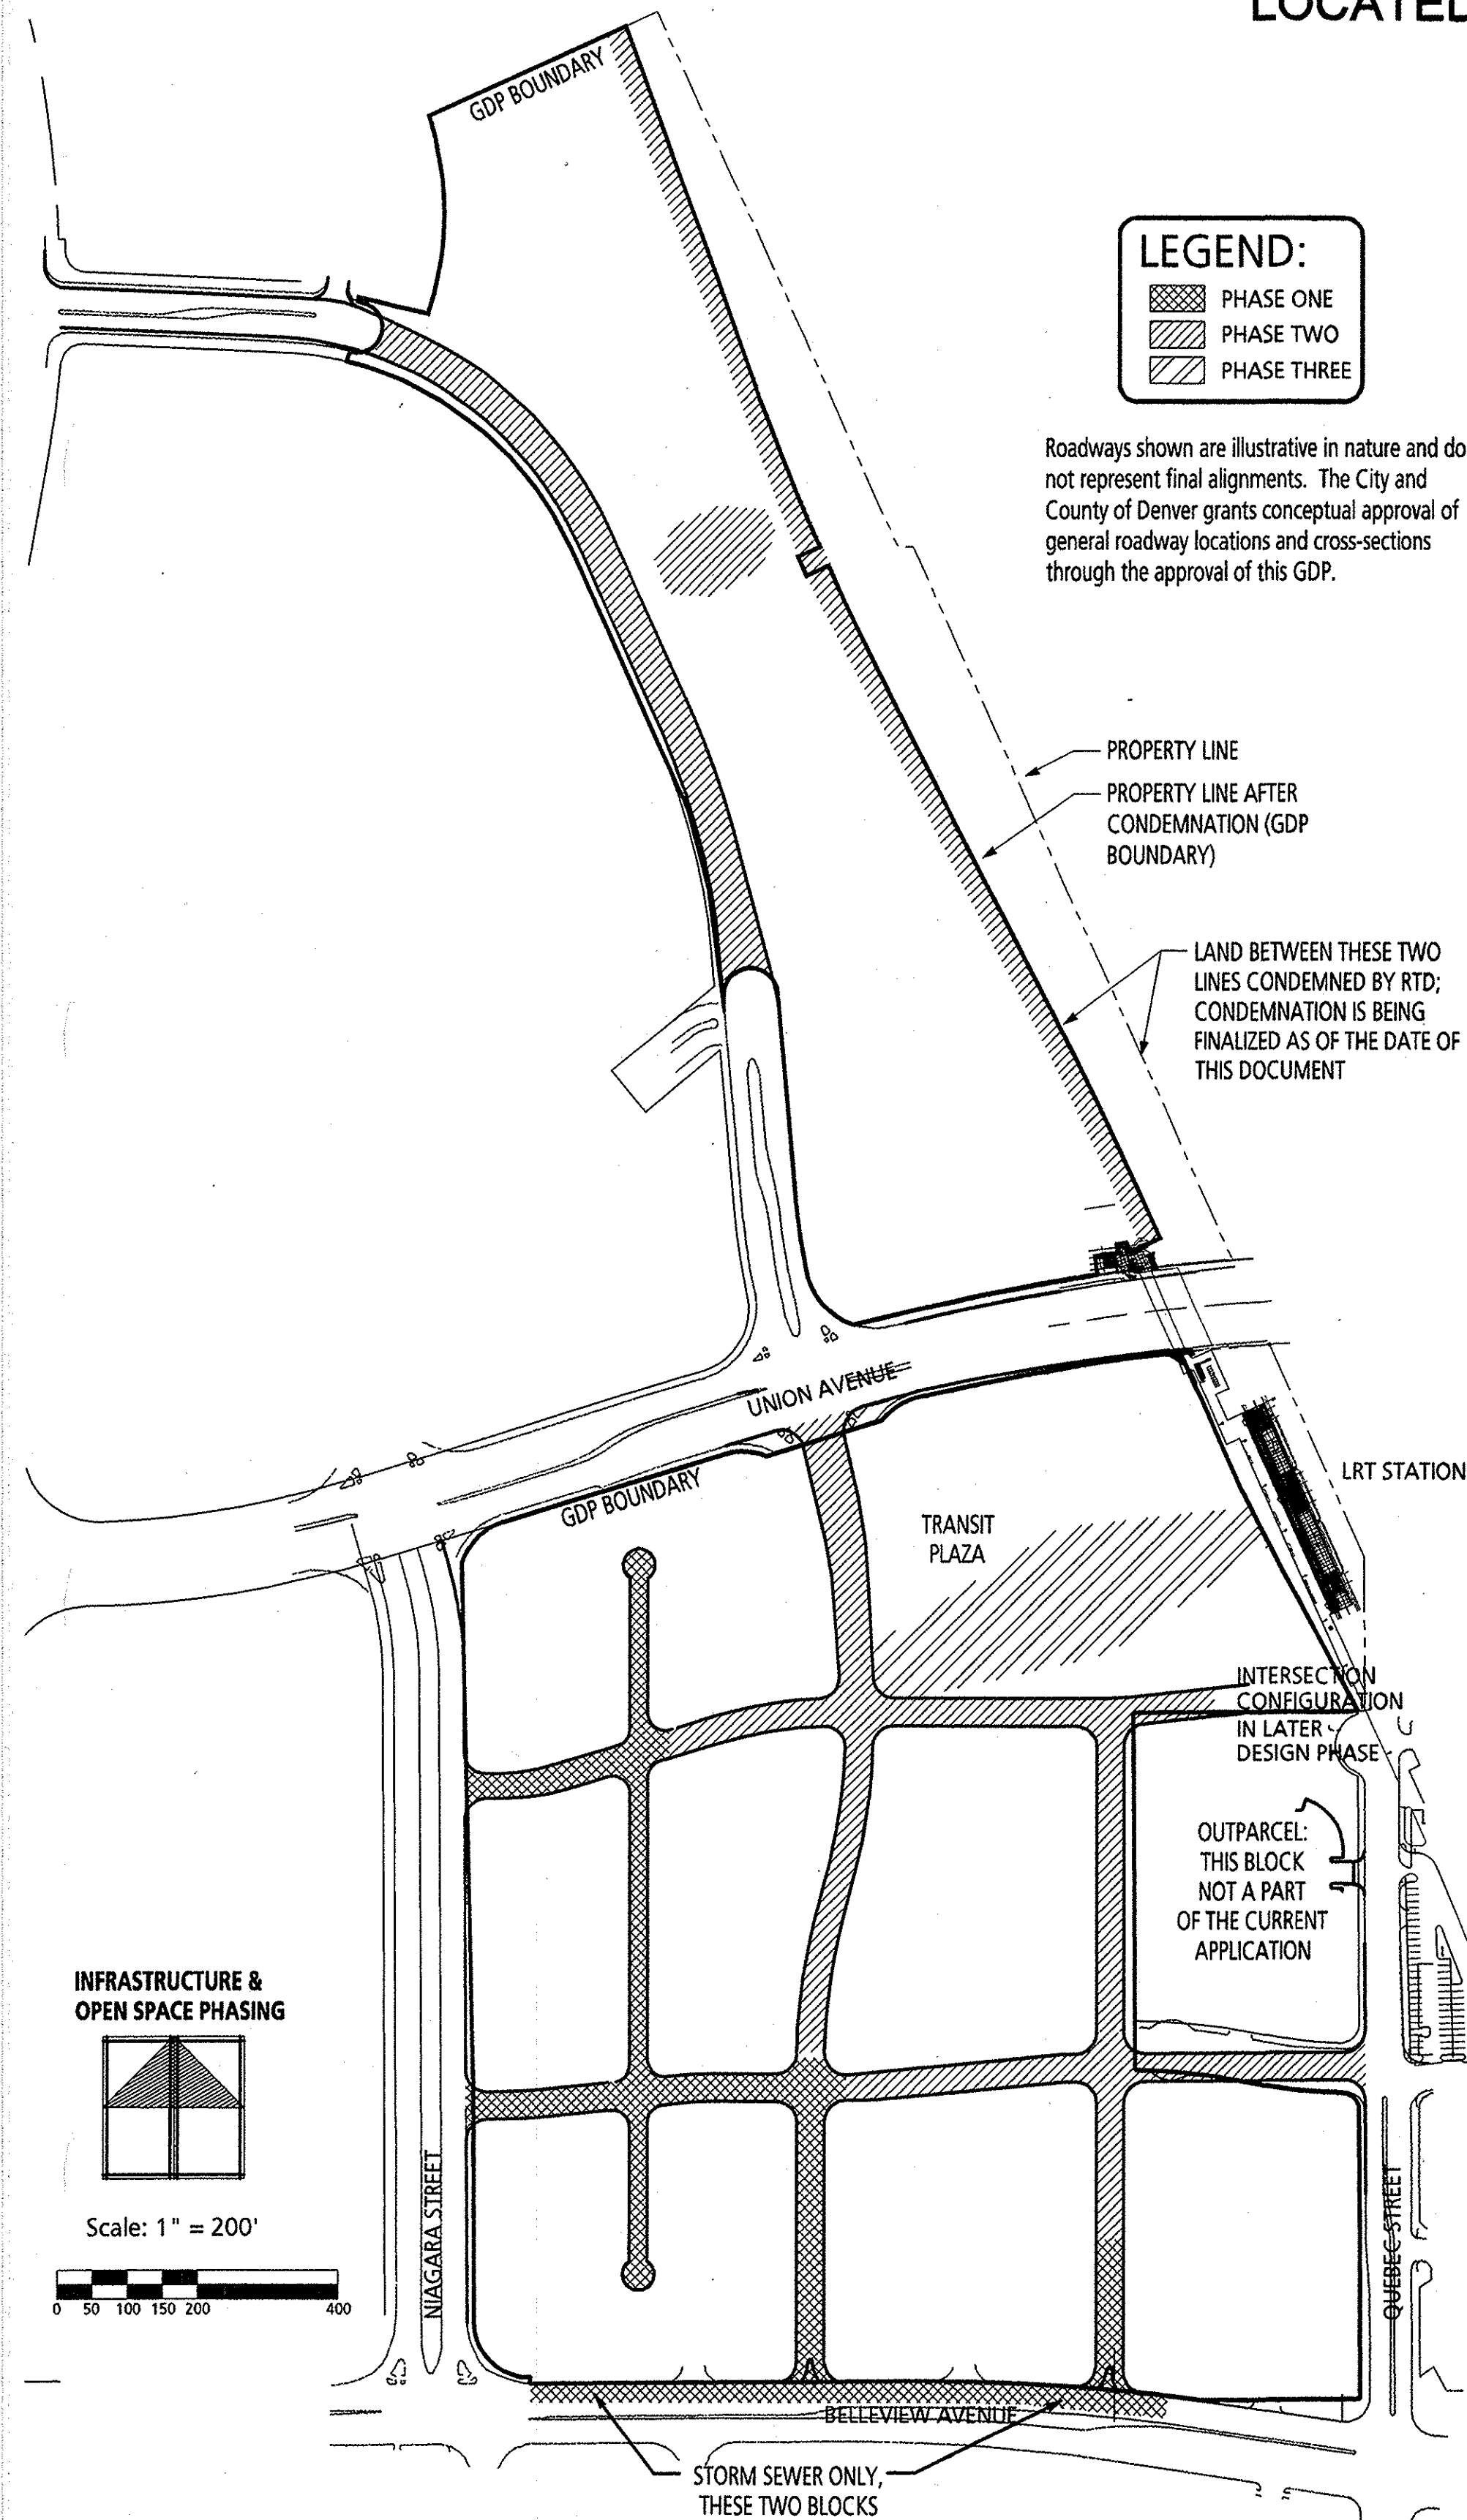 LOCATED
GDP BOUNDARY
LEGEND:
PHASE ONE
PHASE TWO
PHASE THREE
Roadways shown are illustrative in nature and do
not represent final alignments. The City and
County of Denver grants conceptual approval of
general roadway locations and cross-sections
through the approval of this GDP.
PROPERTY LINE
PROPERTY LINE AFTER
CONDEMNATION (GDP
BOUNDARY)
LAND BETWEEN THESE TWO
LINES CONDEMNED BY RTD;
CONDEMNATION IS BEING
FINALIZED AS OF THE DATE OF
THIS DOCUMENT
UNION AVENUE
GDP BOUNDARY
LRT STATION
TRANSIT
PLAZA
INTERSECTION
CONFIGURATION
IN LATER
DESIGN PHASE
OUTPARCEL:
THIS BLOCK
NOT A PART
OF THE CURRENT
APPLICATION
INFRASTRUCTURE &
OPEN SPACE PHASING
Scale: 1" = 200'
0 50 100 150 200 400
NIAGARA STREET
QUEBEC STREET
BELLEVIEW AVENUE
STORM SEWER ONLY,
THESE TWO BLOCKS